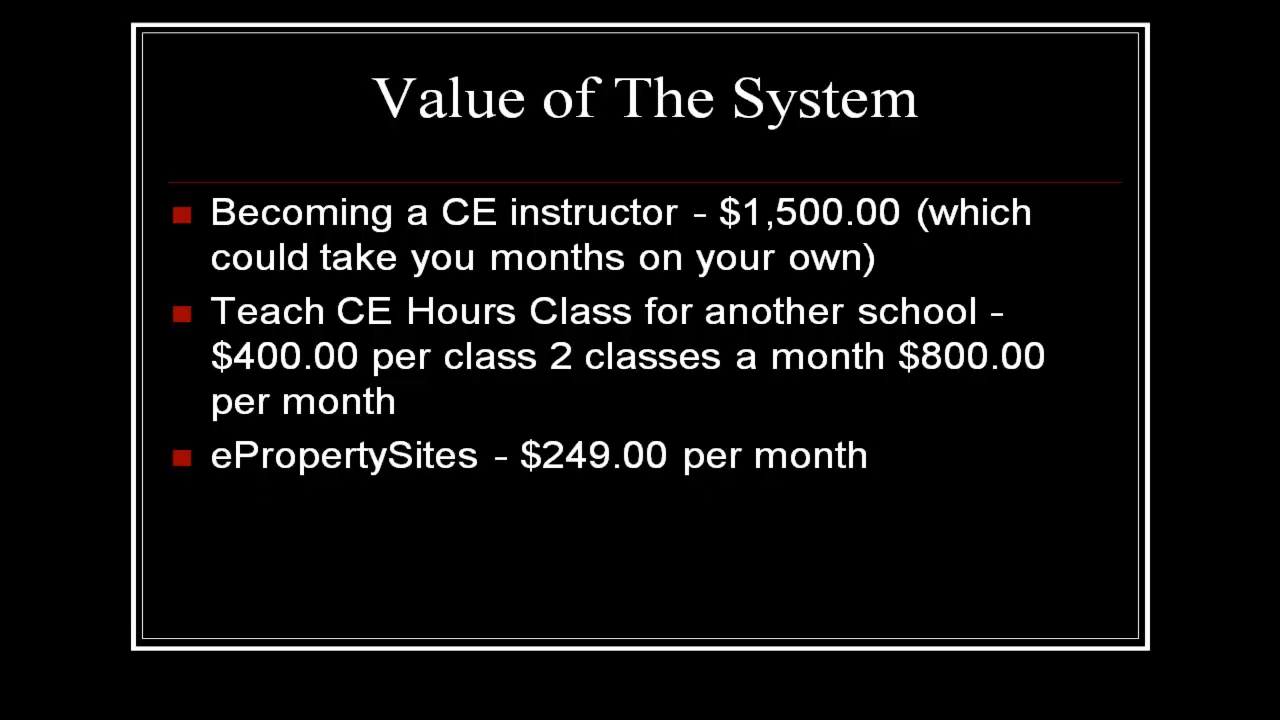 Value of The System
Becoming a CE instructor - $1,500.00 (which
could take you months on your own)
Teach CE Hours Class for another school -
$400.00 per class 2 classes a month $800.00
per month
ePropertySites - $249.00 per month